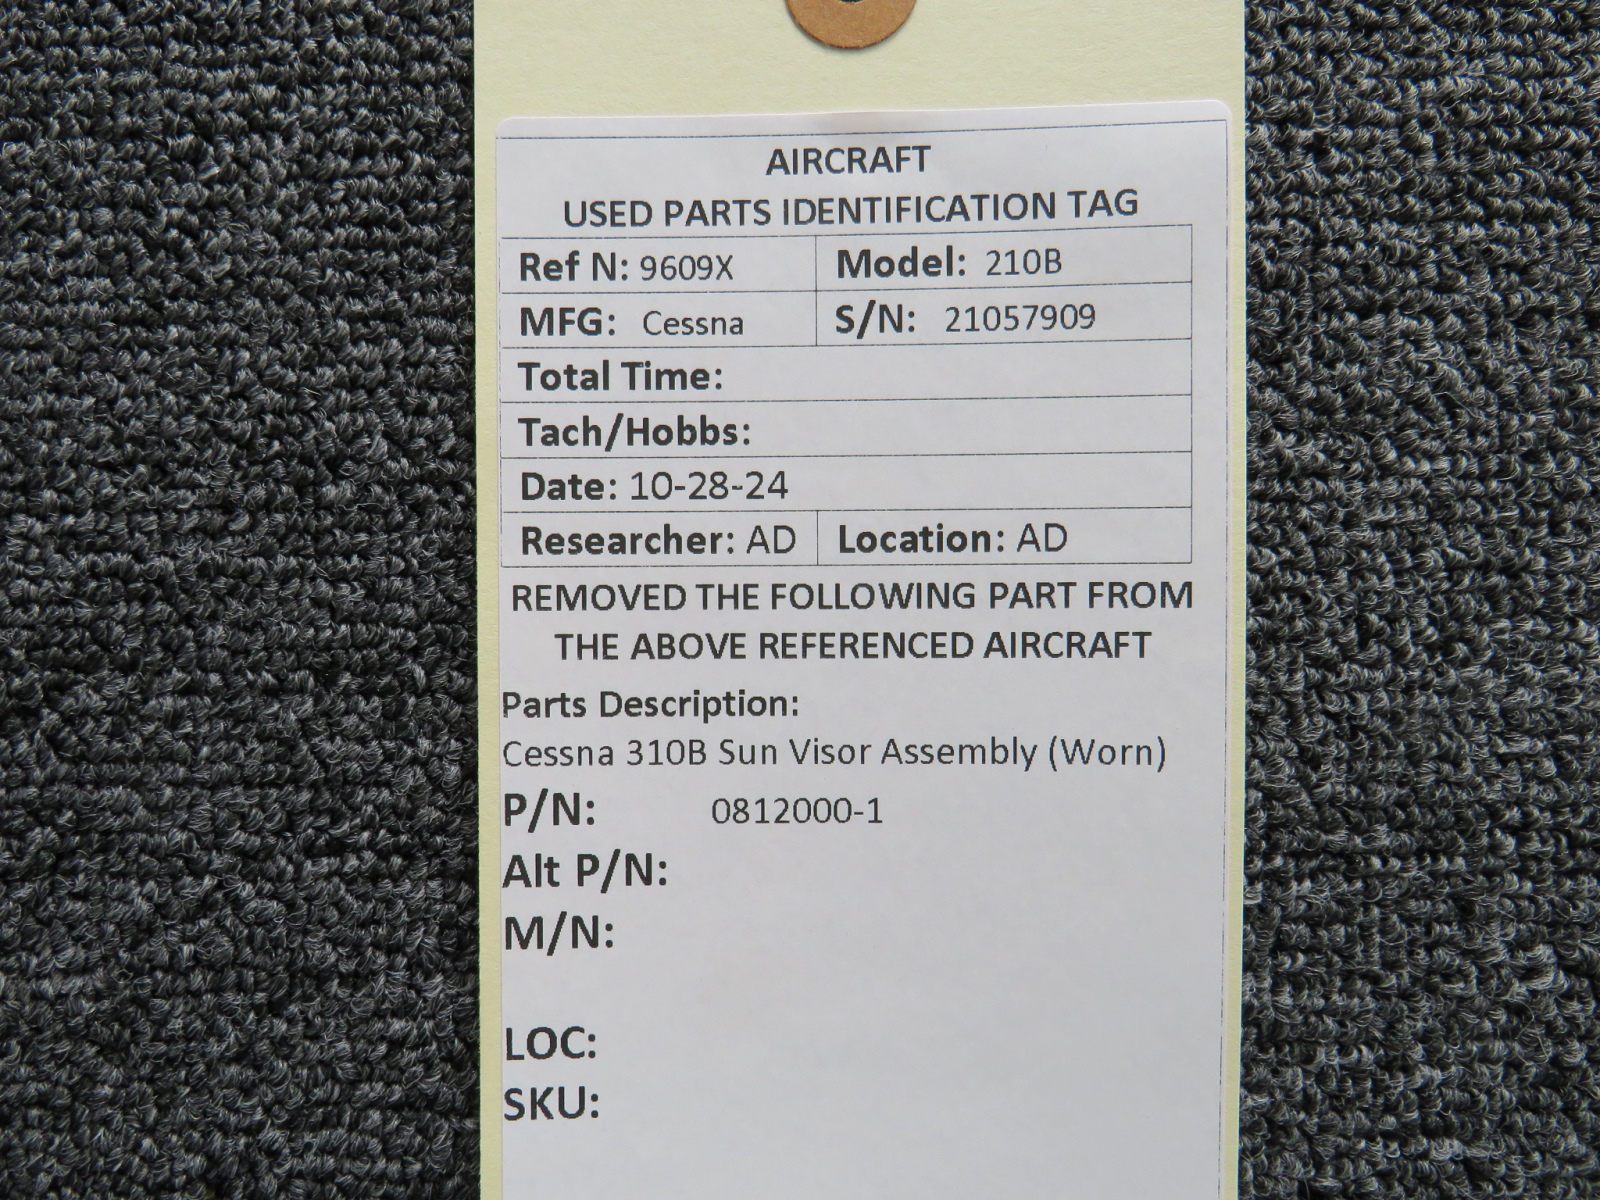 AIRCRAFT
USED PARTS IDENTIFICATION TAG
Ref N: 9609X Model: 210B
MFG: Cessna S/N: 21057909
Total Time:
Tach/Hobbs:
Date: 10-28-24
Researcher: AD Location: AD
REMOVED THE FOLLOWING PART FROM
THE ABOVE REFERENCED AIRCRAFT
Parts Description:
Cessna 310B Sun Visor Assembly (Worn)
P/N: 0812000-1
Alt P/N:
M/N:
LOC:
SKU: